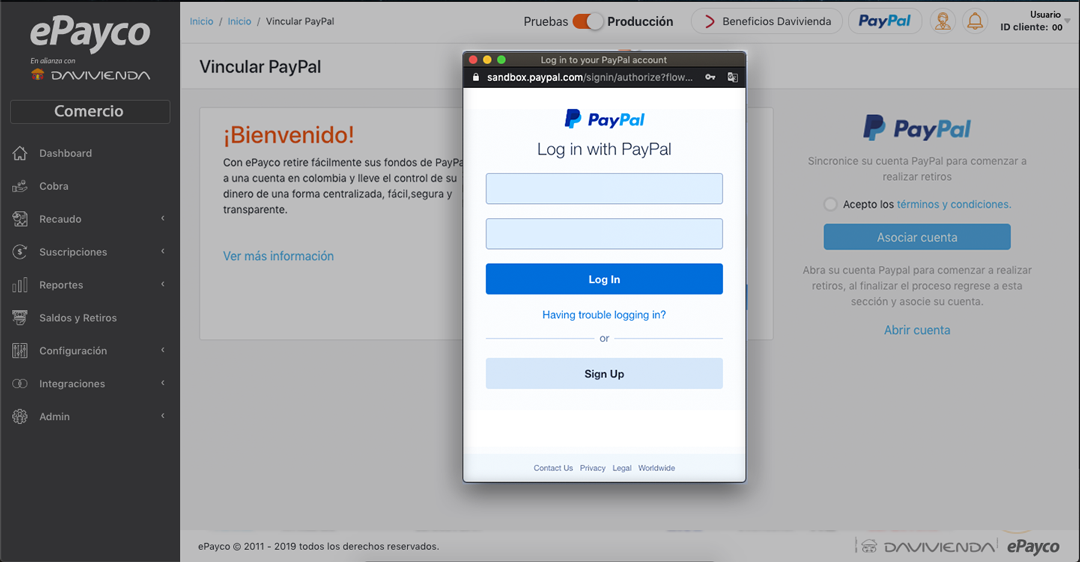 ePayco
En alianza con
DAVIVIENDA
Comercio
Dashboard
Cobra
Recaudo
Suscripciones
Reportes
Saldos y Retiros
Configuración
Integraciones
Admin
Inicio / Inicio / Vincular PayPal
Pruebas Producción
Beneficios Davivienda
PayPal
Usuario
ID cliente: 00
Vincular PayPal
¡Bienvenido!
Con ePayco retire fácilmente sus fondos de PayPa
a una cuenta en colombia y lleve el control de su
dinero de una forma centralizada, fácil,segura y
transparente.
Ver más información
Log in to your PayPal account
sandbox.paypal.com/signin/authorize?flow...
PayPal
Log in with PayPal
Log In
Having trouble logging in?
or
Sign Up
Contact Us Privacy Legal Worldwide
PayPal
Sincronice su cuenta PayPal para comenzar a
realizar retiros
Acepto los términos y condiciones.
Asociar cuenta
Abra su cuenta Paypal para comenzar a realizar
retiros, al finalizar el proceso regrese a esta
sección y asocie su cuenta.
Abrir cuenta
ePayco © 2011 - 2019 todos los derechos reservados.
DAVIVIENDA
ePayco